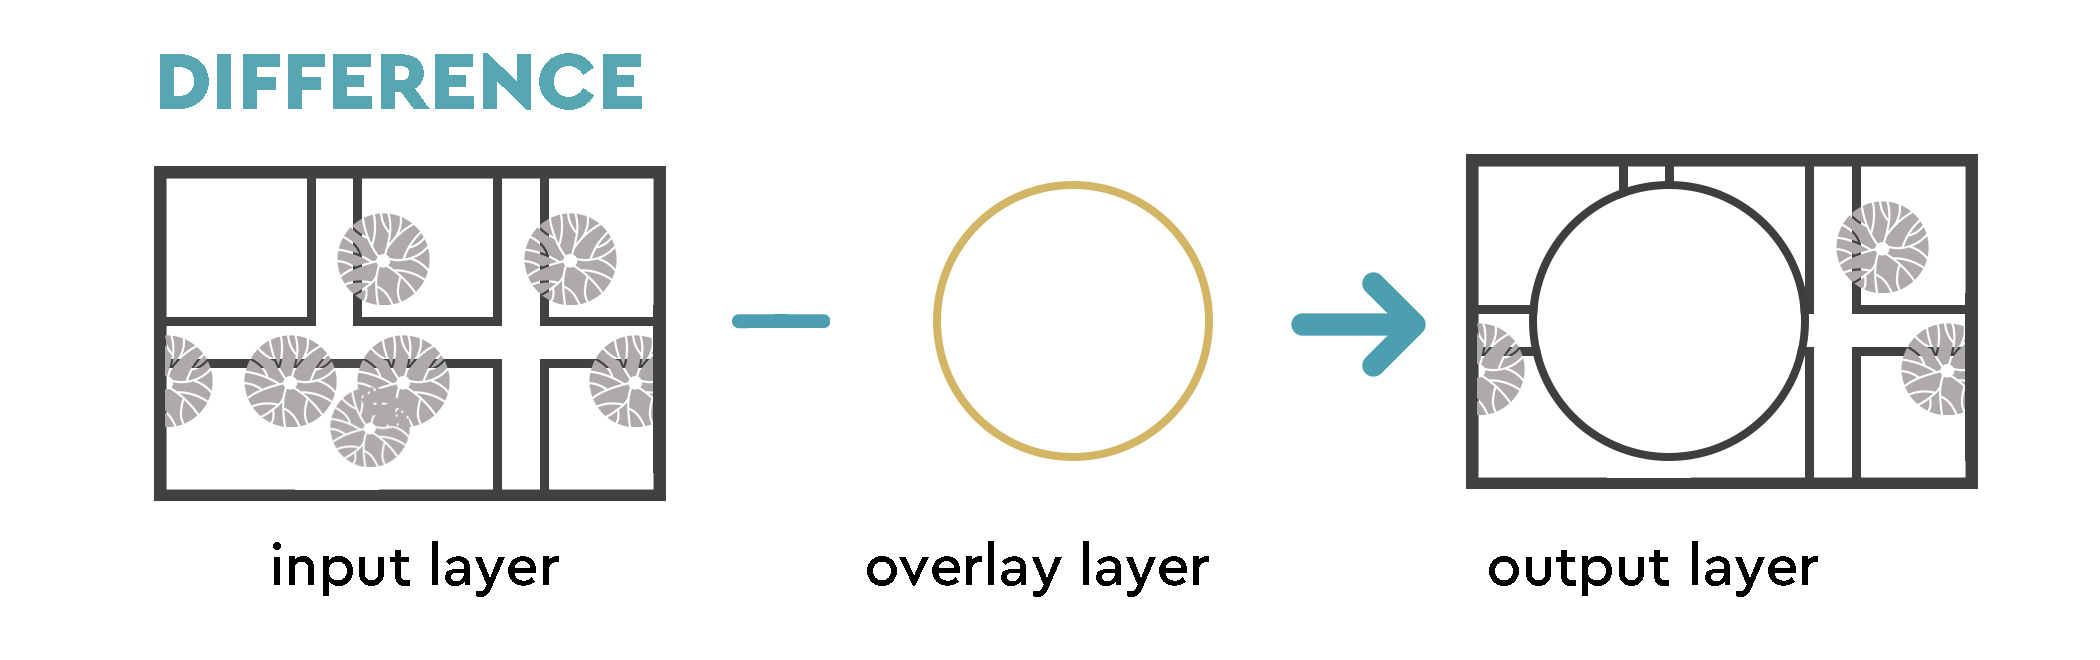 DIFFERENCE
input layer
overlay layer
output layer